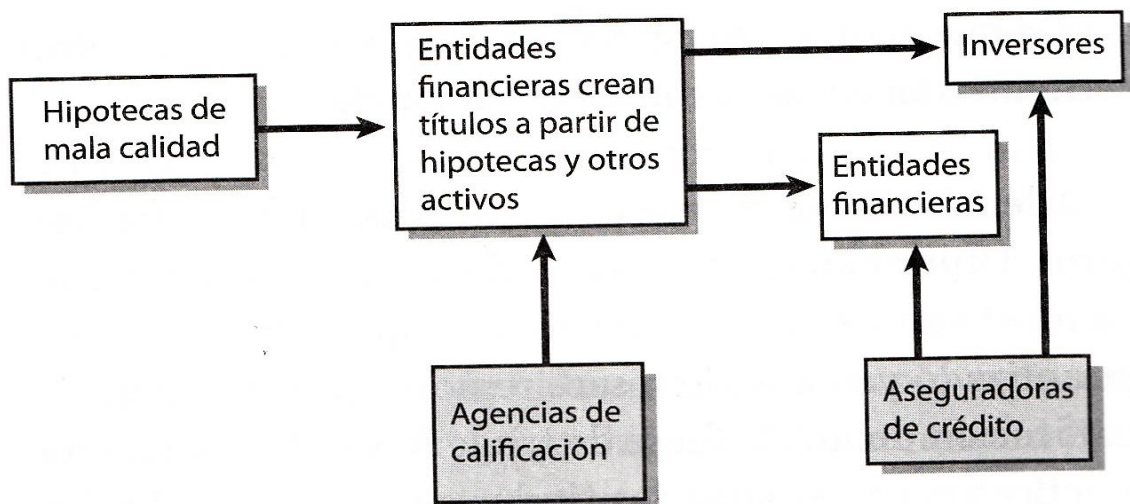 Hipotecas de
mala calidad
Entidades
financieras crean
títulos a partir de
hipotecas y otros
activos
Inversores
Entidades
financieras
Agencias de
calificación
Aseguradoras
de crédito